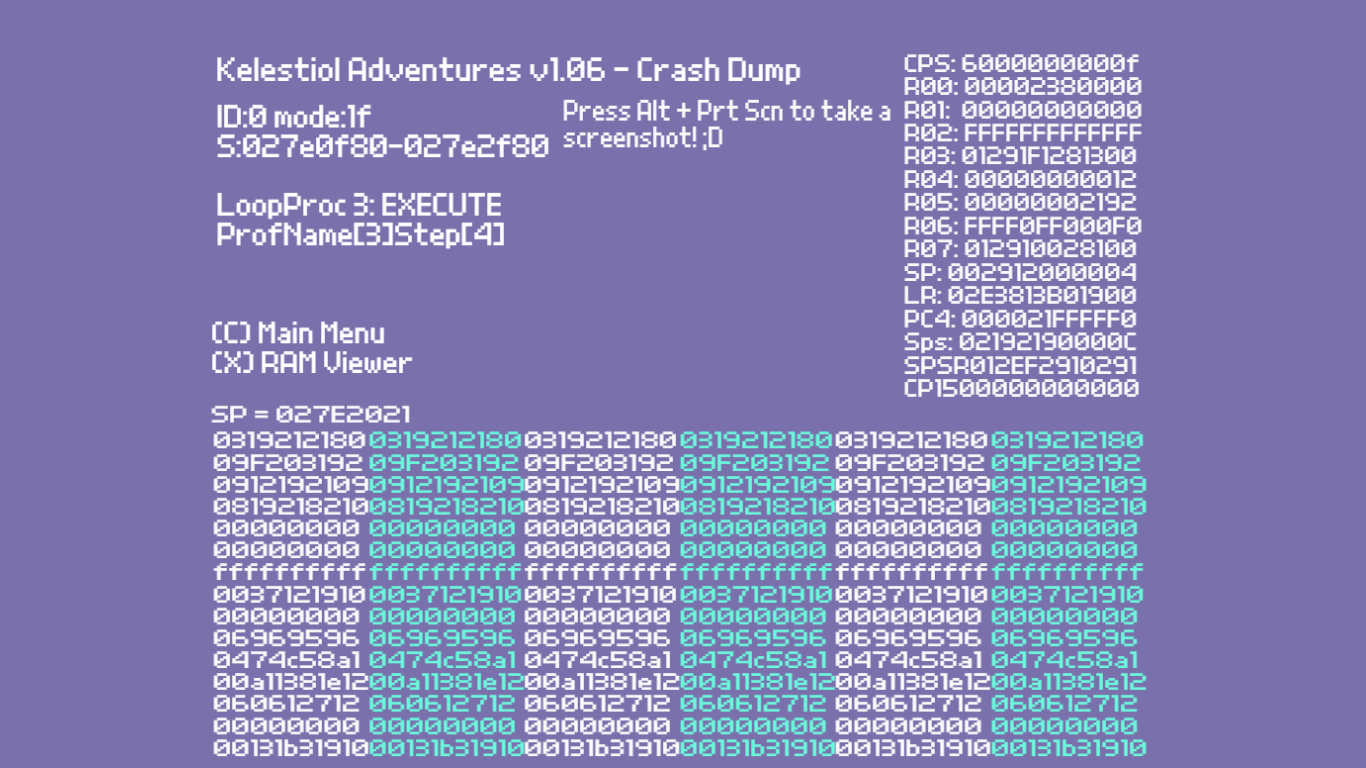 Kelestiol Adventures v1.06 - Crash Dump
ID:0 mode:1f
S:027e0f80-027e2f80
Press Alt + Prt Scn to take a
screenshot! ;D
LoopProc 3: EXECUTE
ProfName[3]Step[4]
(C) Main Menu
(X) RAM Viewer
CPS: 6000000000f
R00: 00002380000
R01: 00000000000
R02: FFFFFFFFFFFFF
R03: 01291F1281300
R04: 00000000012
R05: 00000002192
R06: FFFF0FF000F0
R07: 012910028100
SP: 002912000004
LR: 02E3813B01900
PC4: 000021FFFFF0
Sps: 02192190000C
SPSR012EF2910291
CP1500000000000
SP = 027E2021
0319212180 0319212180 0319212180 0319212180 0319212180 0319212180
09F203192 09F203192 09F203192 09F203192 09F203192 09F203192
0912192109 0912192109 0912192109 0912192109 0912192109 0912192109
0819218210 0819218210 0819218210 0819218210 0819218210 0819218210
00000000 00000000 00000000 00000000 00000000 00000000
00000000 00000000 00000000 00000000 00000000 00000000
ffffffffff ffffffffff ffffffffff ffffffffff ffffffffff ffffffffff
0037121910 0037121910 0037121910 0037121910 0037121910 0037121910
00000000 00000000 00000000 00000000 00000000 00000000
06969596 06969596 06969596 06969596 06969596 06969596
0474c58a1 0474c58a1 0474c58a1 0474c58a1 0474c58a1 0474c58a1
00a11381e12 00a11381e12 00a11381e12 00a11381e12 00a11381e12 00a11381e12
060612712 060612712 060612712 060612712 060612712 060612712
00000000 00000000 00000000 00000000 00000000 00000000
00131b31910 00131b31910 00131b31910 00131b31910 00131b31910 00131b31910